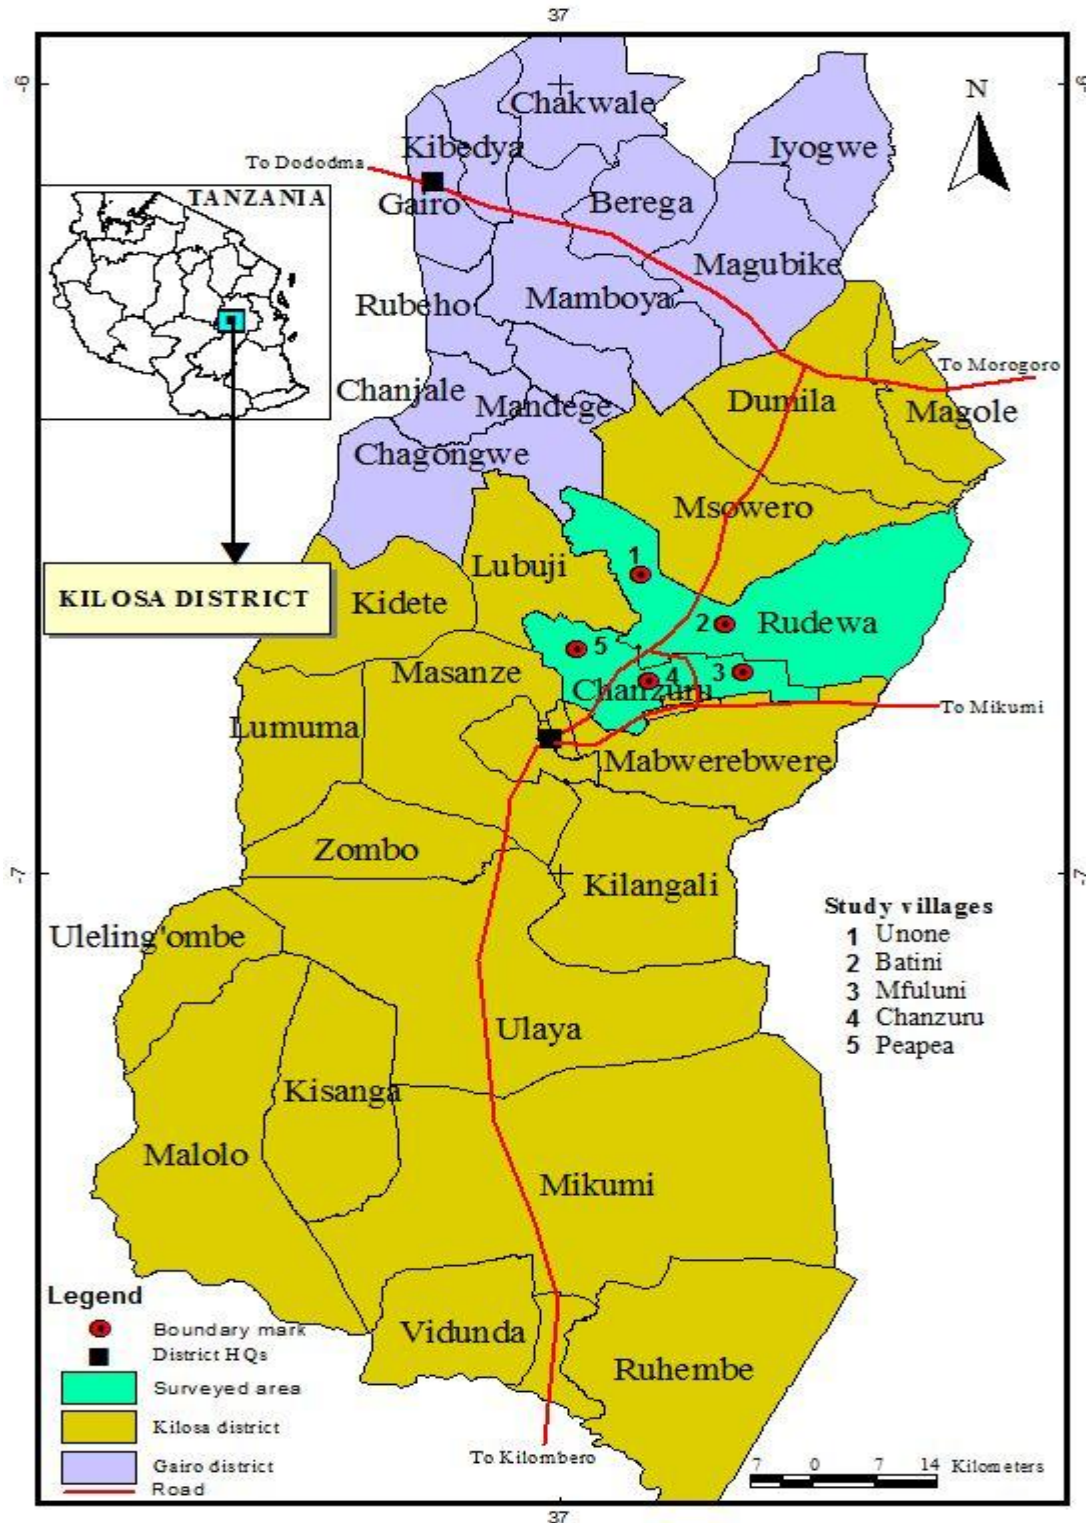 37
-6
-6
Chakwale
N
Kibedya
Iyogwe
To Dododma
Gairo
Berega
TANZANIA
Magubike
Rubeho
Mamboya
To Morogoro
Chanjale
Mandege
Dumila
Magole
Chagongwe
Msowero
Lubuji
1
KILOSA DISTRICT
Kidete
2
Rudewa
5
Masanze
4
3
Chanzuru
Lumuma
To Mikumi
Mabwerebwere
Zombo
-7
-7
Kilangali
Uleling'ombe
Study villages
1 Unone
2 Batini
3 Mfuluni
4 Chanzuru
5 Peapea
Ulaya
Kisanga
Malolo
Mikumi
Vidunda
Ruhembe
Legend
Boundary mark
District HQs
Surveyed area
Kilosa district
Gairo district
Road
To Kilombero
7 0 7 14 Kilometers
37